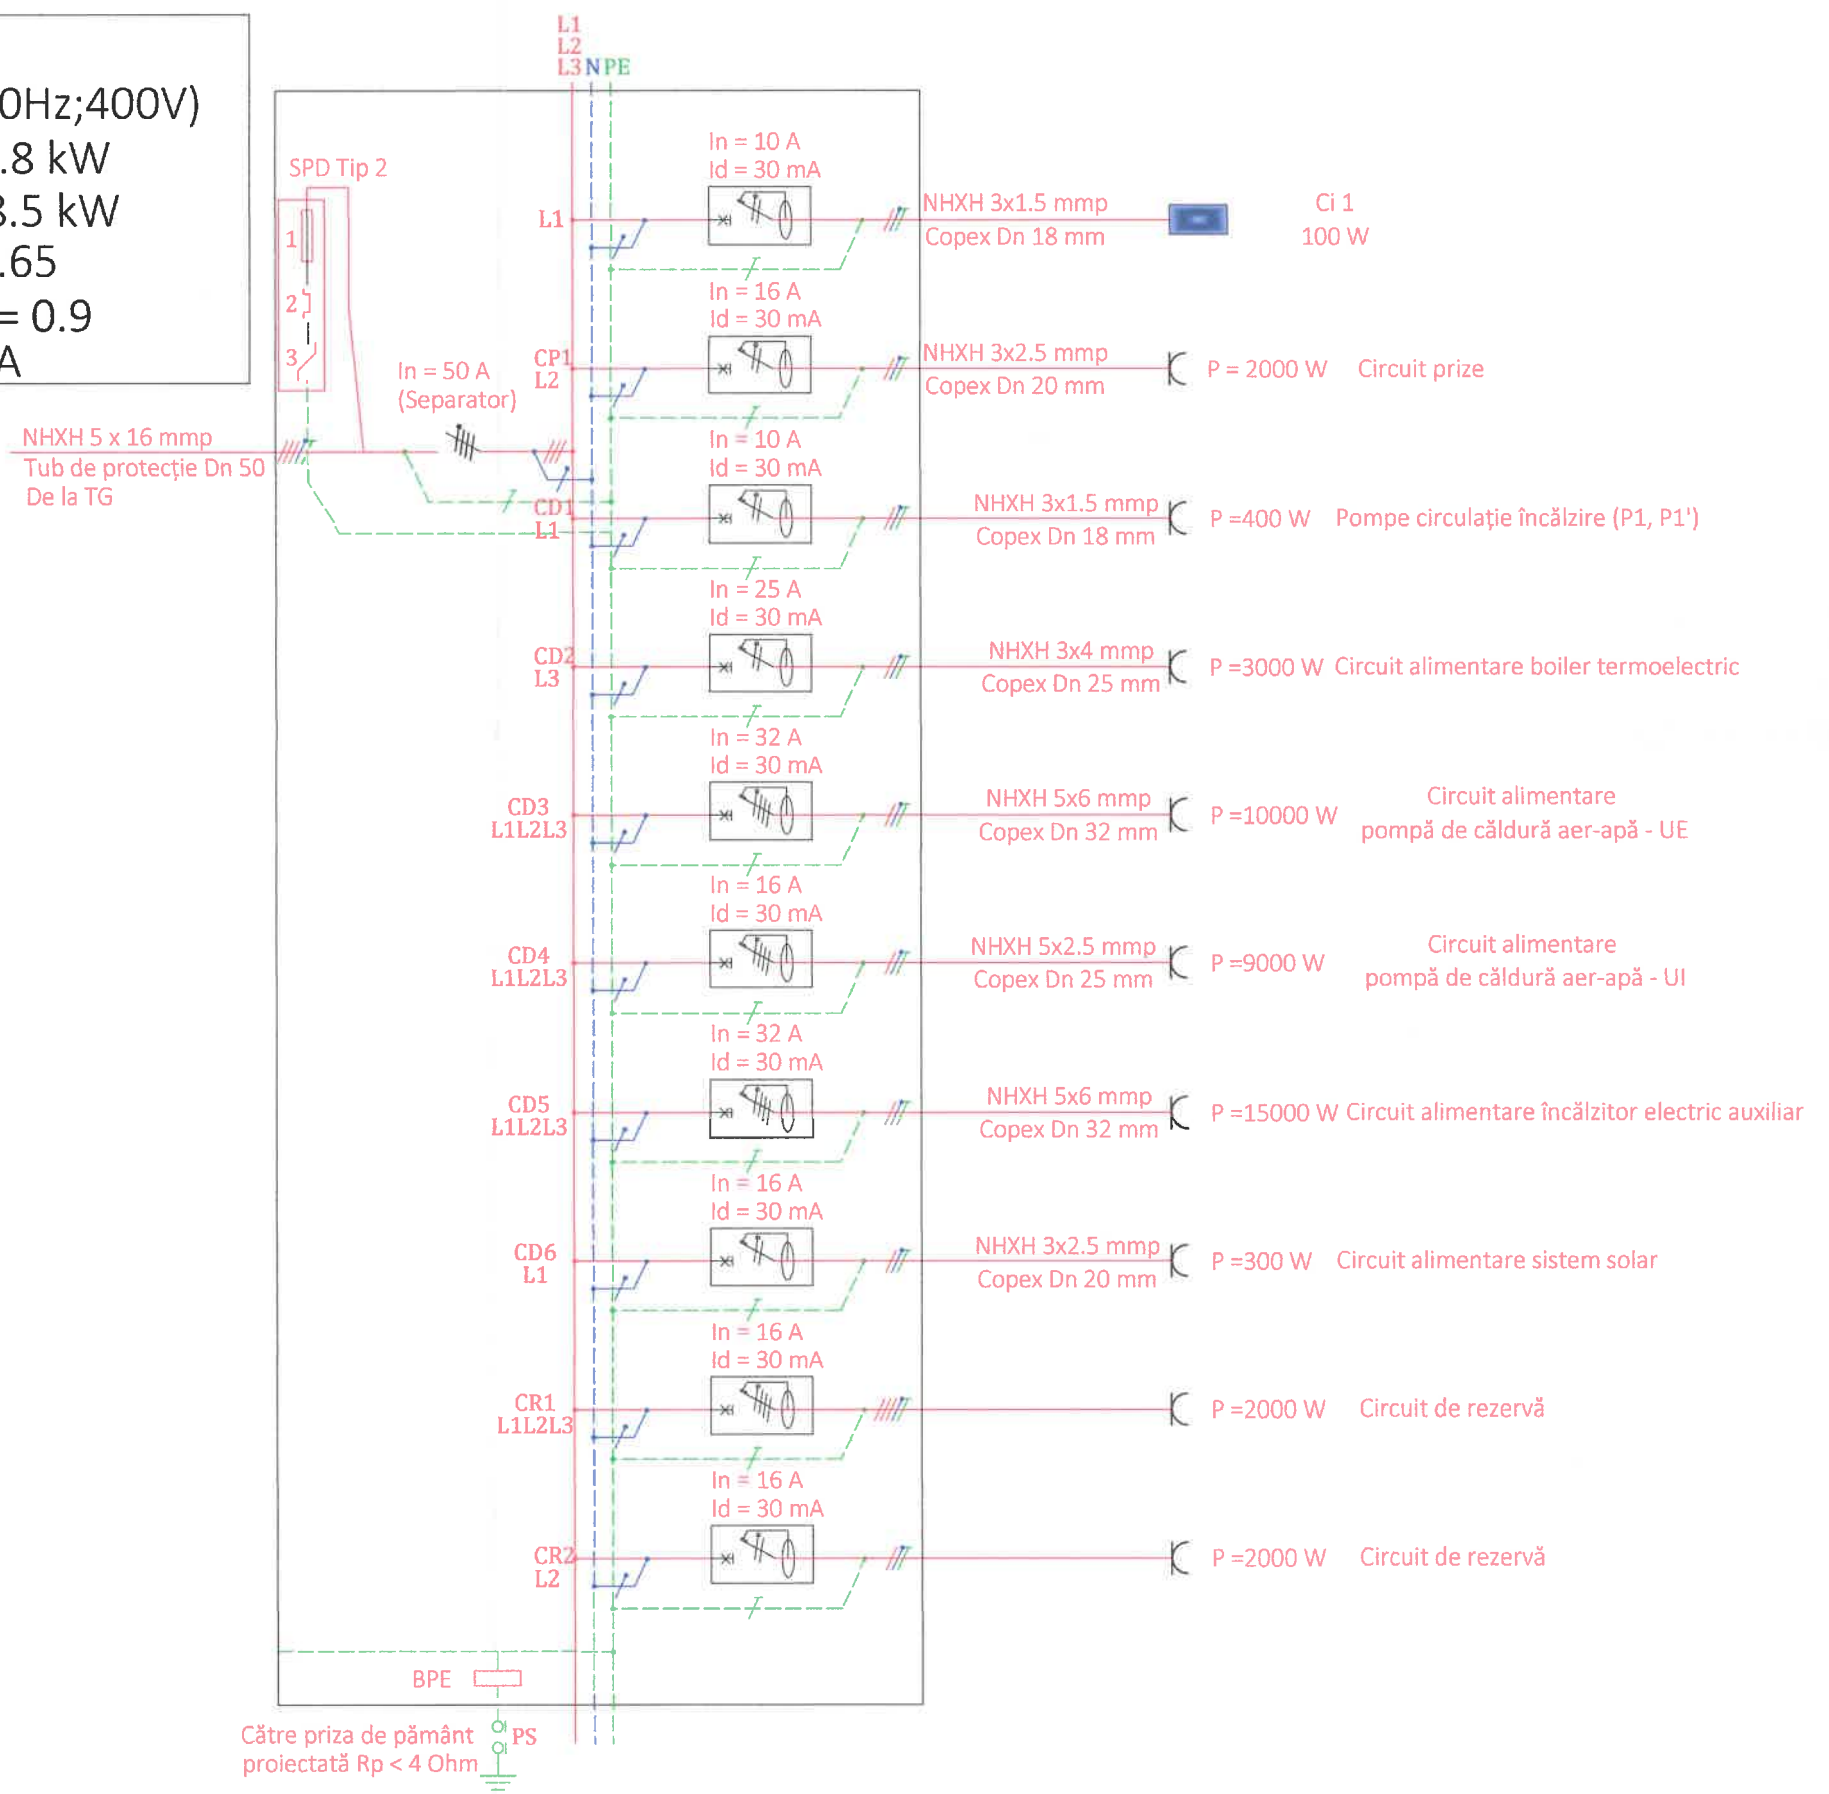 0Hz;400V)
.8 kW
8.5 kW
.65
= 0.9
A
L1
L2
L3 N PE
SPD Tip 2
1
2
3
In = 50 A
(Separator)
NHXH 5 x 16 mmp
Tub de protecție Dn 50
De la TG
In = 10 A
Id = 30 mA
L1
NHXH 3x1.5 mmp
Copex Dn 18 mm
Ci 1
100 W
In = 16 A
Id = 30 mA
CP1
L2
NHXH 3x2.5 mmp
Copex Dn 20 mm
P = 2000 W Circuit prize
In = 10 A
Id = 30 mA
CD1
L1
NHXH 3x1.5 mmp
Copex Dn 18 mm
P =400 W Pompe circulație încălzire (P1, P1')
In = 25 A
Id = 30 mA
CD2
L3
NHXH 3x4 mmp
Copex Dn 25 mm
P =3000 W Circuit alimentare boiler termoelectric
In = 32 A
Id = 30 mA
CD3
L1L2L3
NHXH 5x6 mmp
Copex Dn 32 mm
P =10000 W
Circuit alimentare
pompă de căldură aer-apă - UE
In = 16 A
Id = 30 mA
CD4
L1L2L3
NHXH 5x2.5 mmp
Copex Dn 25 mm
P =9000 W
Circuit alimentare
pompă de căldură aer-apă - UI
In = 32 A
Id = 30 mA
CD5
L1L2L3
NHXH 5x6 mmp
Copex Dn 32 mm
P =15000 W Circuit alimentare încălzitor electric auxiliar
In = 16 A
Id = 30 mA
CD6
L1
NHXH 3x2.5 mmp
Copex Dn 20 mm
P =300 W Circuit alimentare sistem solar
In = 16 A
Id = 30 mA
CR1
L1L2L3
P =2000 W Circuit de rezervă
In = 16 A
Id = 30 mA
CR2
L2
P =2000 W Circuit de rezervă
BPE
PS
Către priza de pământ
proiectată Rp < 4 Ohm